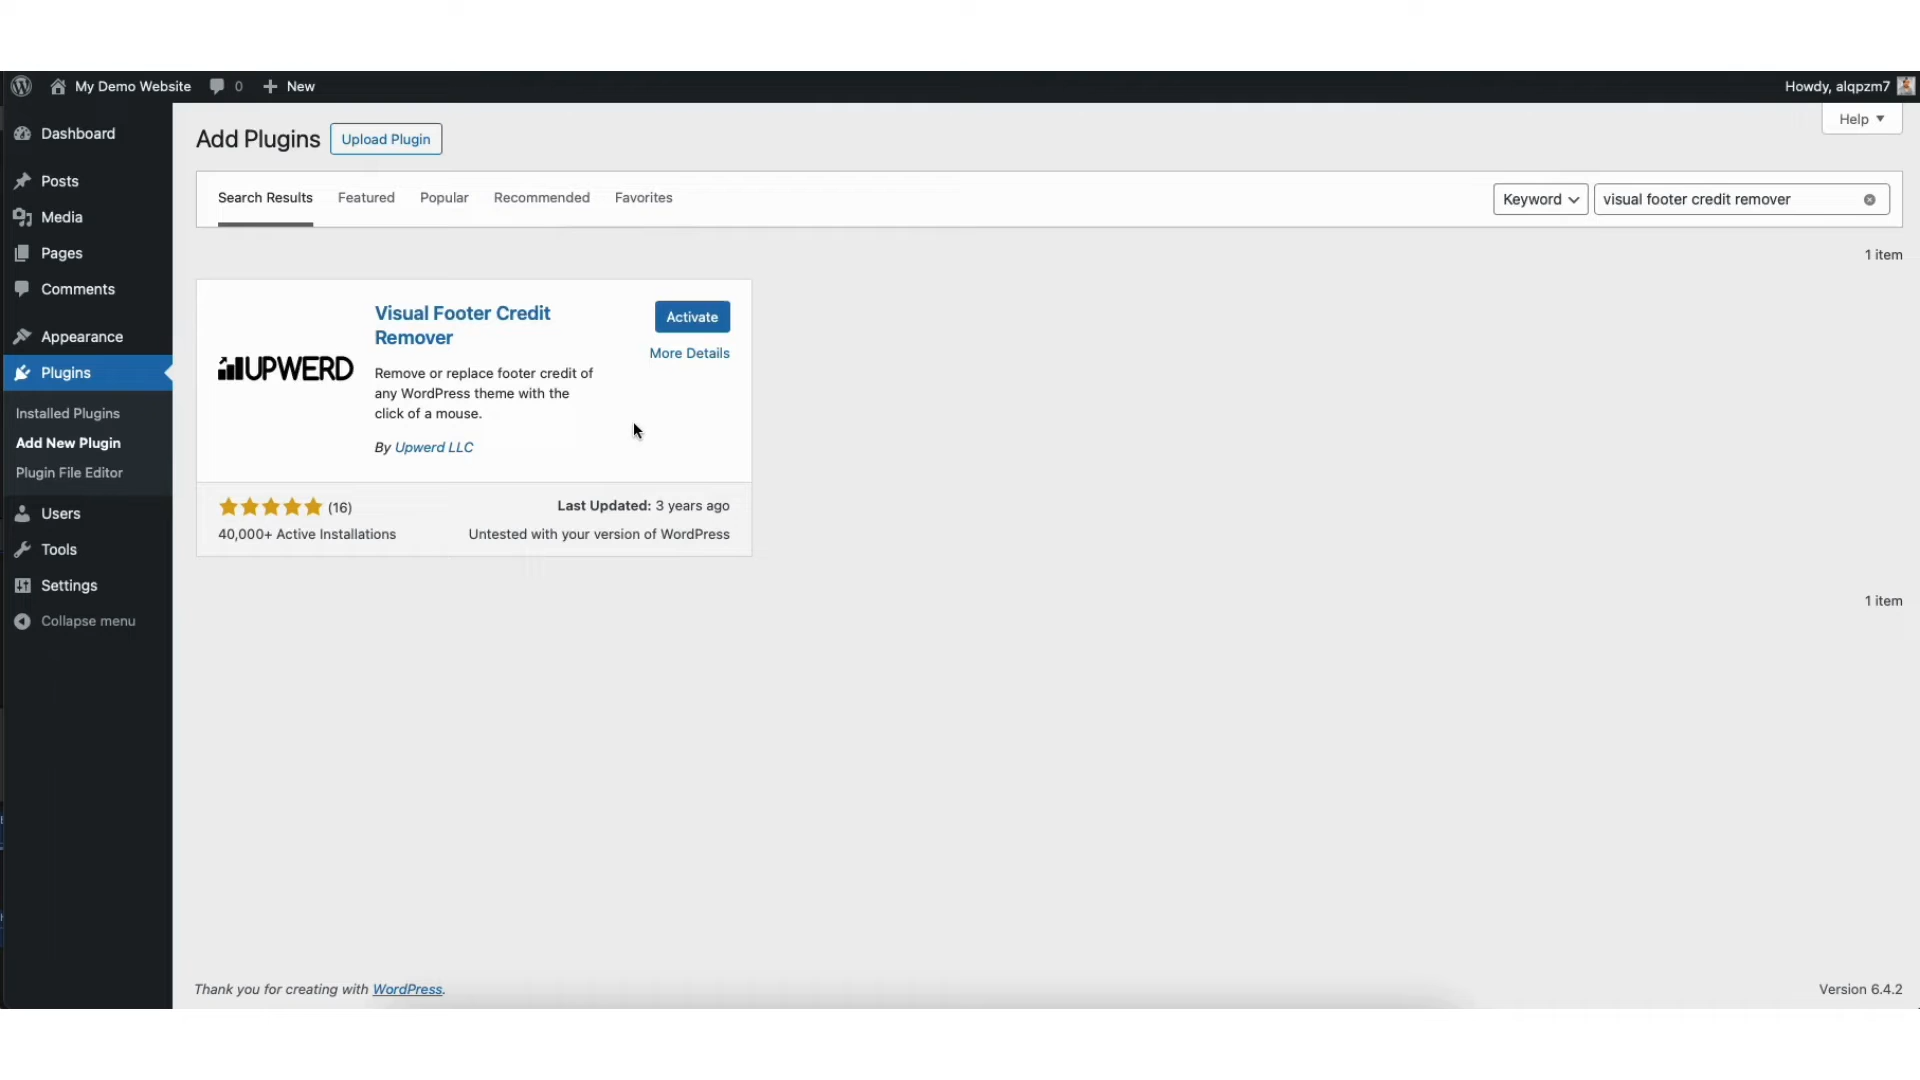 My Demo Website 0 New Howdy, alqpzm7
Help
Dashboard
Posts
Media
Pages
Comments
Appearance
Plugins
Installed Plugins
Add New Plugin
Plugin File Editor
Users
Tools
Settings
Collapse menu
Add Plugins Upload Plugin
Search Results Featured Popular Recommended Favorites Keyword visual footer credit remover
1 item
UPWERD
Visual Footer Credit
Remover
Activate
More Details
Remove or replace footer credit of
any WordPress theme with the
click of a mouse.
By Upwerd LLC
(16) Last Updated: 3 years ago
40,000+ Active Installations Untested with your version of WordPress
1 item
Thank you for creating with WordPress. Version 6.4.2